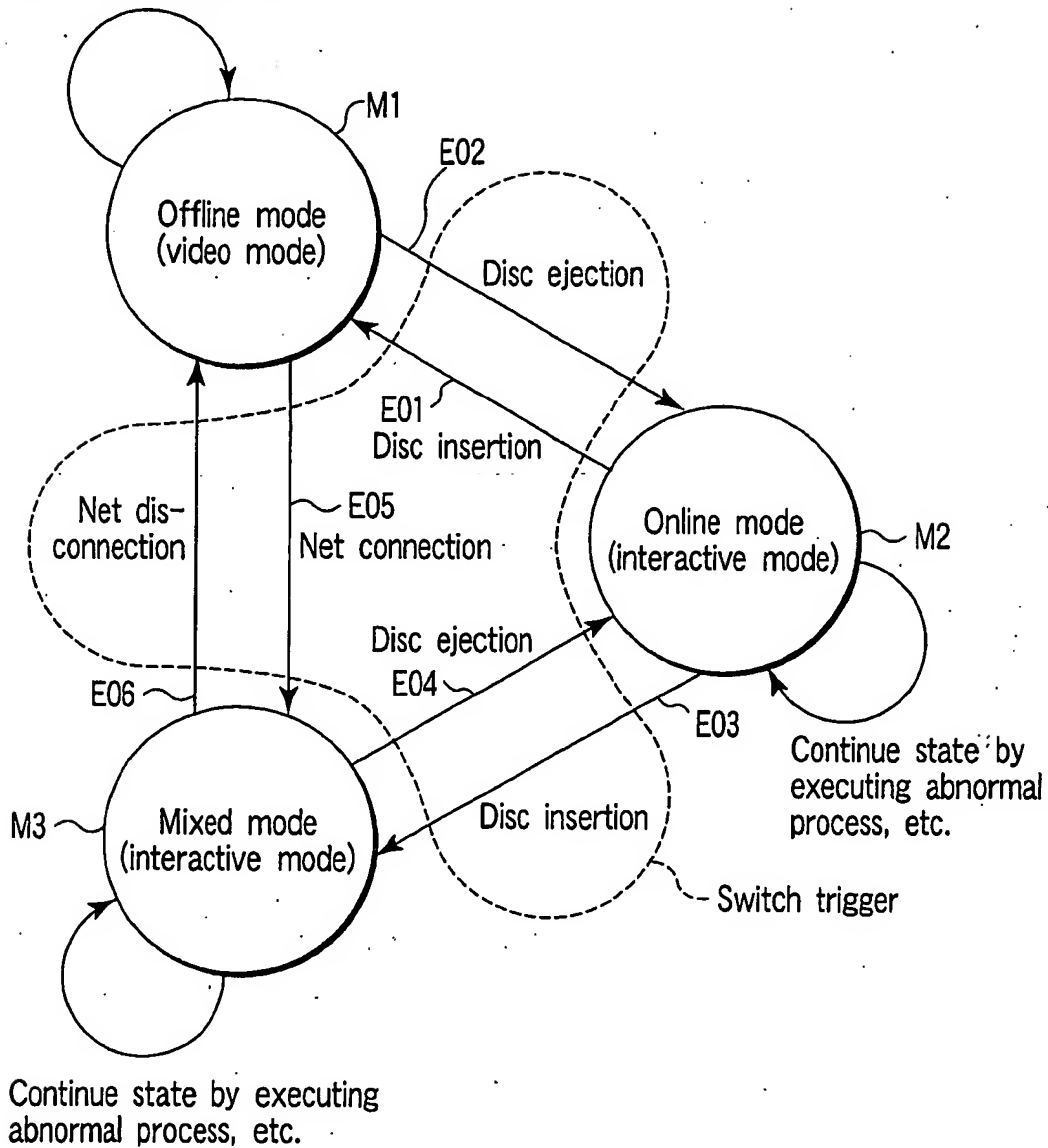 M1
E02
Offline mode
(video mode)
Disc ejection
E01
Disc insertion
Net dis-
connection
E05
Net connection
Online mode
(interactive mode)
M2
Disc ejection
E04
E06
E03
Continue state by
executing abnormal
process, etc.
M3
Mixed mode
(interactive mode)
Disc insertion
Switch trigger
Continue state by executing
abnormal process, etc.